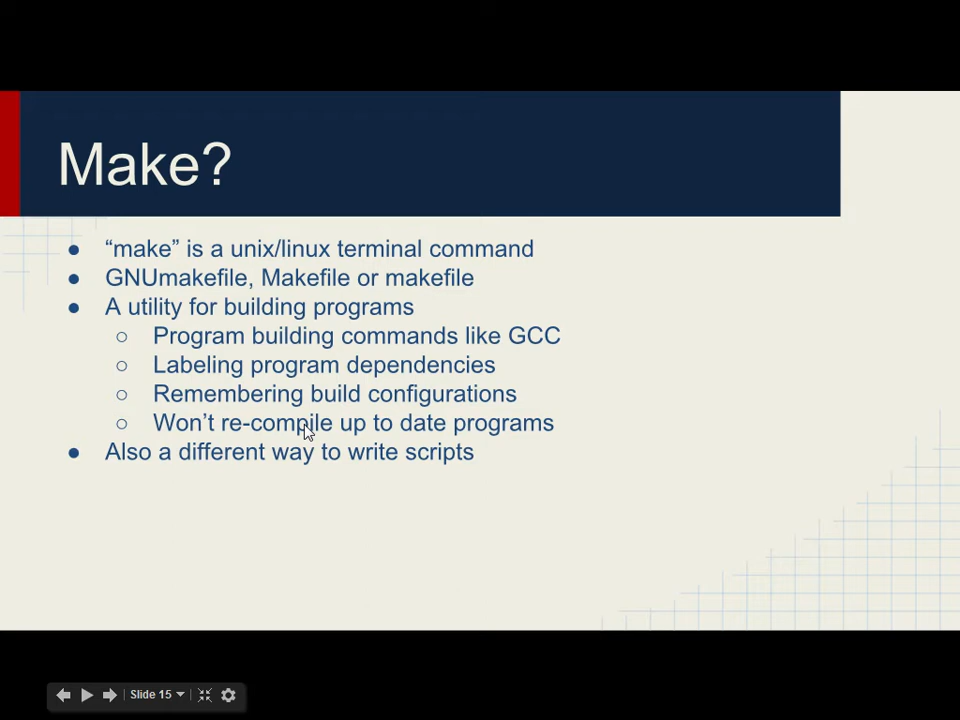 Make?
● “make” is a unix/linux terminal command
● GNUmakefile, Makefile or makefile
● A utility for building programs
○ Program building commands like GCC
○ Labeling program dependencies
○ Remembering build configurations
○ Won’t re-compile up to date programs
● Also a different way to write scripts
Slide 15